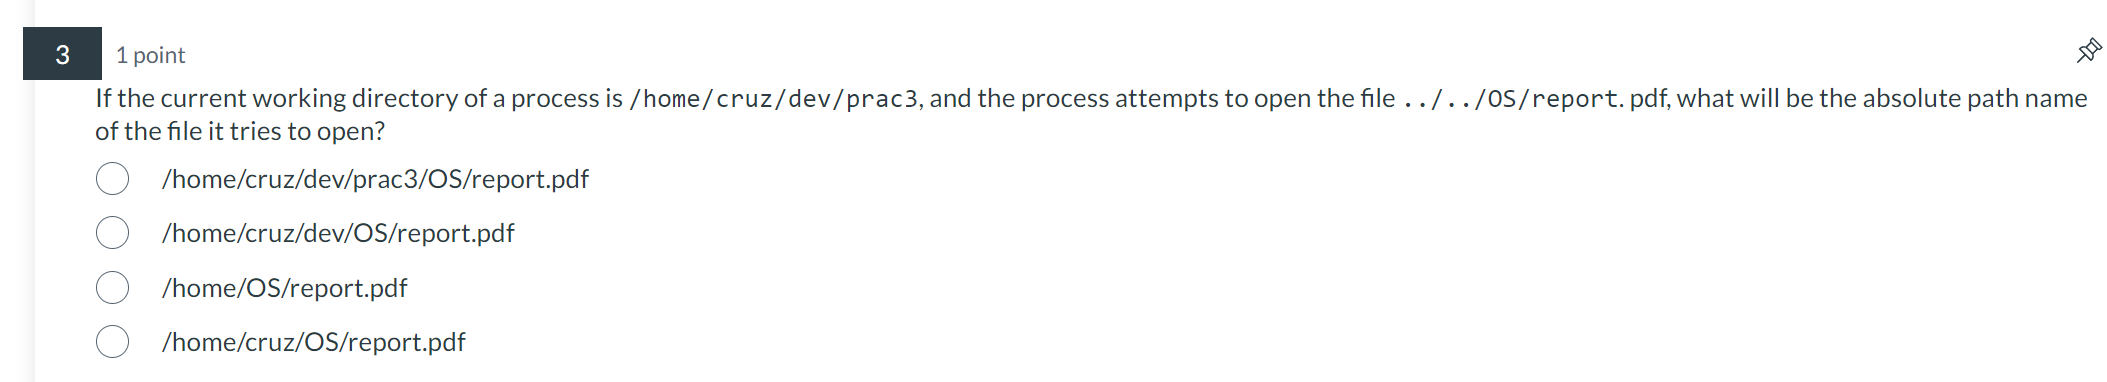 3
1 point
If the current working directory of a process is /home/cruz/dev/prac3, and the process attempts to open the file ../../OS/report.pdf, what will be the absolute path name
of the file it tries to open?
/home/cruz/dev/prac3/OS/report.pdf
/home/cruz/dev/OS/report.pdf
/home/OS/report.pdf
/home/cruz/OS/report.pdf